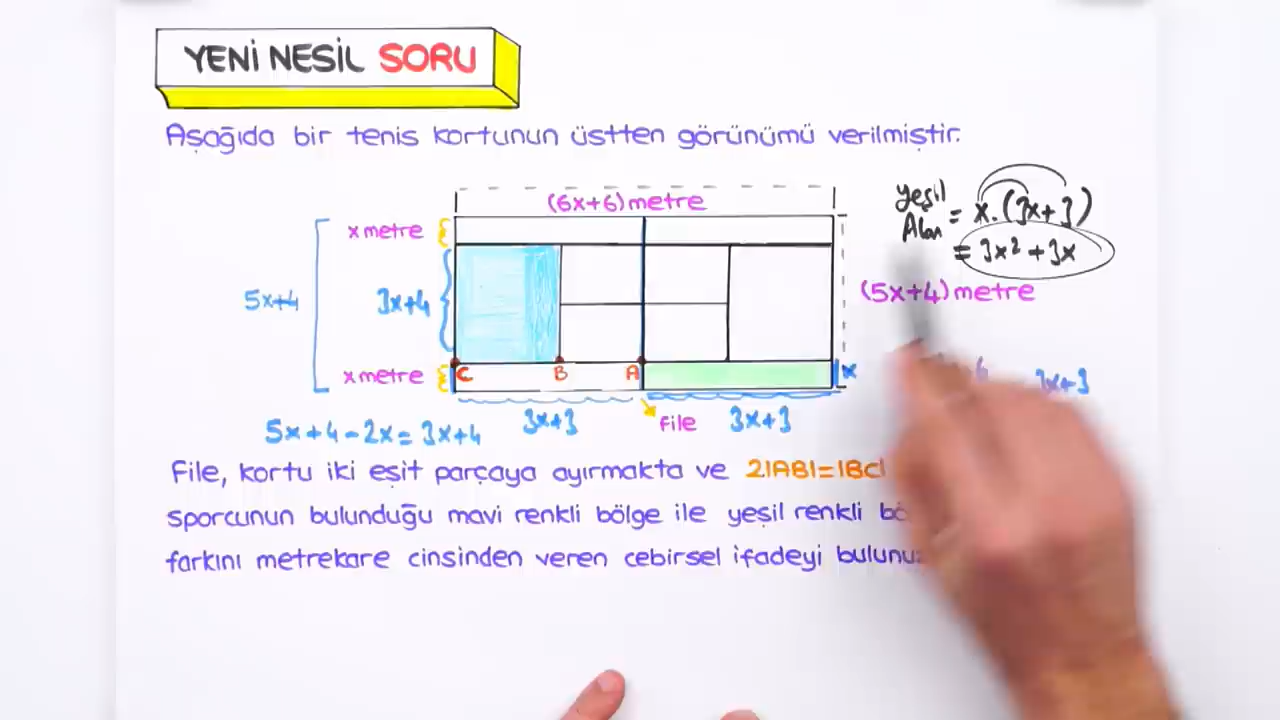 YENİ NESİL SORU
Aşağıda bir tenis kortunun üstten görünümü verilmiştir.
(6x+6) metre
x metre
5x+4
3x+4
x metre
C B A
x
(5x+4) metre
Yeşil Alan = x.(3x+3)
= 3x² + 3x
6
3x+3
3x+3
file
3x+3
5x+4-2x=3x+4
File, kortu iki eşit parçaya ayırmakta ve 2|AB|=|BC|
sporcunun bulunduğu mavi renkli bölge ile yeşil renkli
farkını metrekare cinsinden veren cebirsel ifadeyi